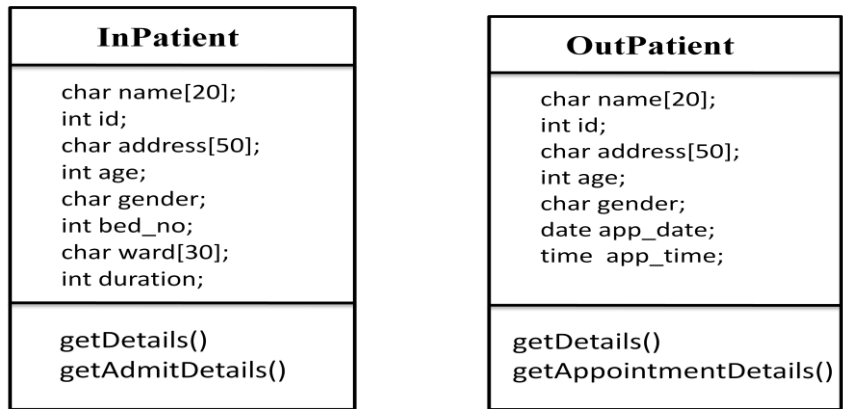 InPatient
char name[20];
int id;
char address[50];
int age;
char gender;
int bed_no;
char ward[30];
int duration;
getDetails()
getAdmitDetails()
OutPatient
char name[20];
int id;
char address[50];
int age;
char gender;
date app_date;
time app_time;
getDetails()
getAppointmentDetails()